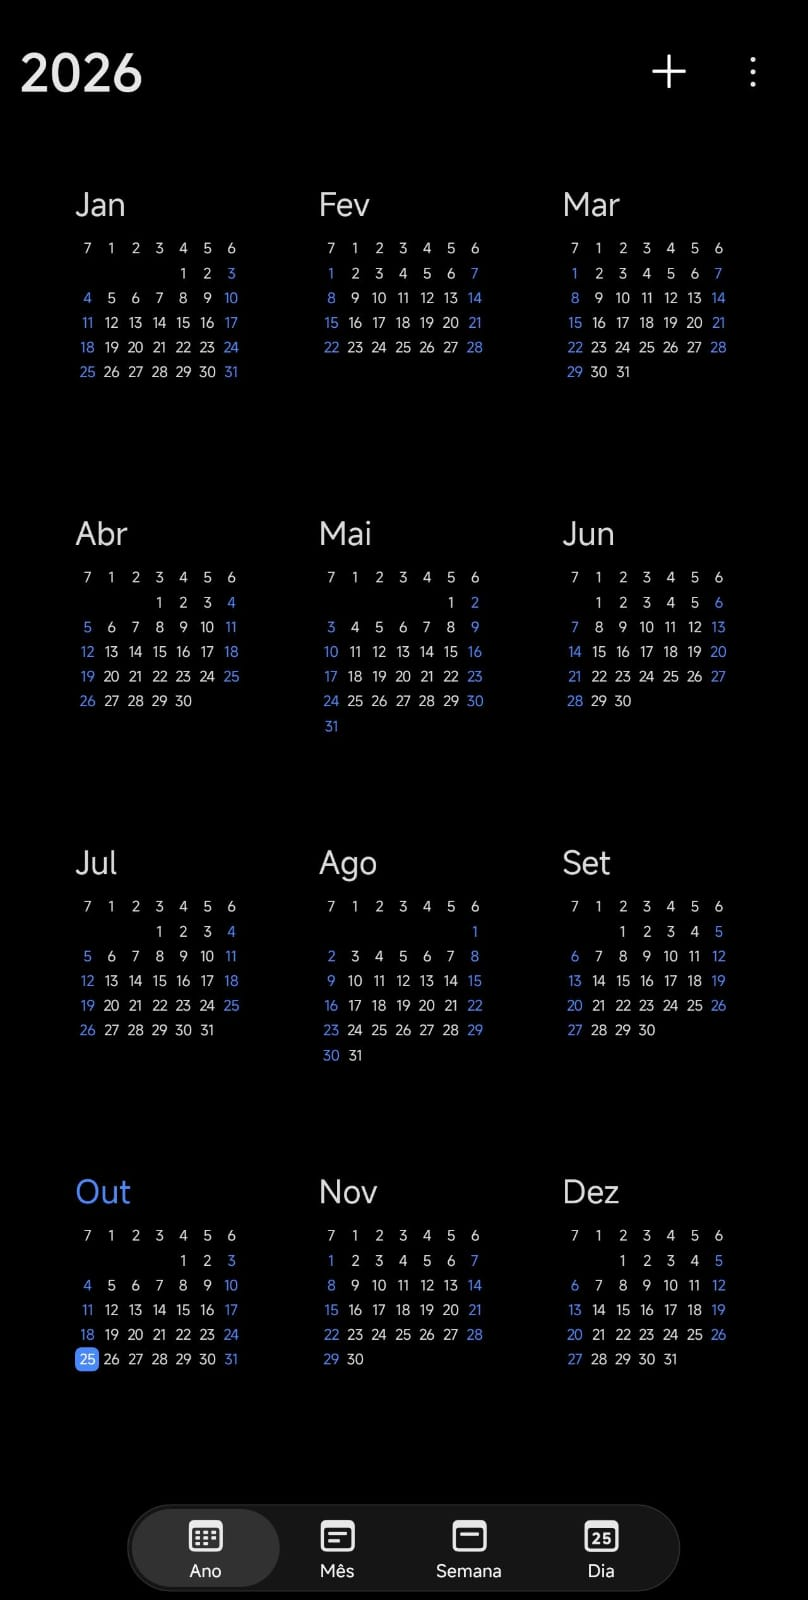 2026
Jan Fev Mar
7 1 2 3 4 5 6 7 1 2 3 4 5 6 7 1 2 3 4 5 6
1 2 3 1 2 3 4 5 6 7 1 2 3 4 5 6 7
4 5 6 7 8 9 10 8 9 10 11 12 13 14 8 9 10 11 12 13 14
11 12 13 14 15 16 17 15 16 17 18 19 20 21 15 16 17 18 19 20 21
18 19 20 21 22 23 24 22 23 24 25 26 27 28 22 23 24 25 26 27 28
25 26 27 28 29 30 31 29 30 31
Abr Mai Jun
7 1 2 3 4 5 6 7 1 2 3 4 5 6 7 1 2 3 4 5 6
1 2 3 4 1 2 1 2 3 4 5 6
5 6 7 8 9 10 11 3 4 5 6 7 8 9 7 8 9 10 11 12 13
12 13 14 15 16 17 18 10 11 12 13 14 15 16 14 15 16 17 18 19 20
19 20 21 22 23 24 25 17 18 19 20 21 22 23 21 22 23 24 25 26 27
26 27 28 29 30 24 25 26 27 28 29 30 28 29 30
31
Jul Ago Set
7 1 2 3 4 5 6 7 1 2 3 4 5 6 7 1 2 3 4 5 6
1 2 3 4 1 1 2 3 4 5
5 6 7 8 9 10 11 2 3 4 5 6 7 8 6 7 8 9 10 11 12
12 13 14 15 16 17 18 9 10 11 12 13 14 15 13 14 15 16 17 18 19
19 20 21 22 23 24 25 16 17 18 19 20 21 22 20 21 22 23 24 25 26
26 27 28 29 30 31 23 24 25 26 27 28 29 27 28 29 30
30 31
Out Nov Dez
7 1 2 3 4 5 6 7 1 2 3 4 5 6 7 1 2 3 4 5 6
1 2 3 1 2 3 4 5 6 7 1 2 3 4 5
4 5 6 7 8 9 10 8 9 10 11 12 13 14 6 7 8 9 10 11 12
11 12 13 14 15 16 17 15 16 17 18 19 20 21 13 14 15 16 17 18 19
18 19 20 21 22 23 24 22 23 24 25 26 27 28 20 21 22 23 24 25 26
25 26 27 28 29 30 31 29 30 27 28 29 30 31
25
Ano Mês Semana Dia